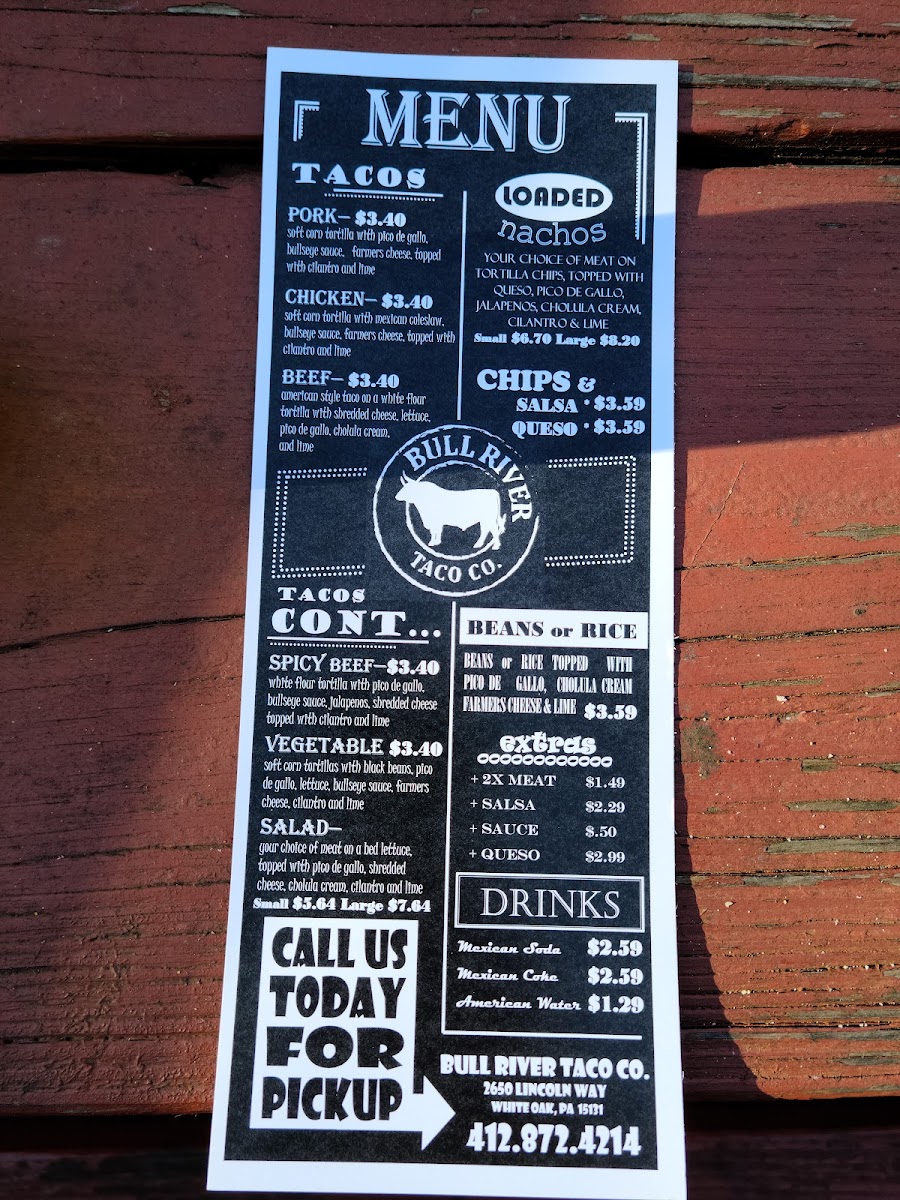 MENU
TACOS
PORK– $3.40
soft corn tortilla with pico de gallo,
bullseye sauce, farmers cheese, topped
with cilantro and lime
CHICKEN– $3.40
soft corn tortilla with mexican coleslaw,
bullseye sauce, farmers cheese, topped with
cilantro and lime
BEEF– $3.40
american style taco on a white flour
tortilla with shredded cheese, lettuce,
pico de gallo, cholula cream,
and lime
LOADED
nachos
YOUR CHOICE OF MEAT ON
TORTILLA CHIPS, TOPPED WITH
QUESO, PICO DE GALLO,
JALAPENOS, CHOLULA CREAM,
CILANTRO & LIME
Small $6.70 Large $8.20
CHIPS &
SALSA · $3.59
QUESO · $3.59
BULL RIVER
TACO CO.
TACOS
CONT...
SPICY BEEF–$3.40
white flour tortilla with pico de gallo,
bullseye sauce, jalapenos, shredded cheese
topped with cilantro and lime
VEGETABLE $3.40
soft corn tortillas with black beans, pico
de gallo, lettuce, bullseye sauce, farmers
cheese, cilantro and lime
SALAD–
your choice of meat on a bed lettuce,
topped with pico de gallo, shredded
cheese, cholula cream, cilantro and lime
Small $5.64 Large $7.64
CALL US
TODAY
FOR
PICKUP
BEANS or RICE
BEANS or RICE TOPPED WITH
PICO DE GALLO, CHOLULA CREAM
FARMERS CHEESE & LIME $3.59
extras
+ 2X MEAT $1.49
+ SALSA $2.29
+ SAUCE $.50
+ QUESO $2.99
DRINKS
Mexican Soda $2.59
Mexican Coke $2.59
American Water $1.29
BULL RIVER TACO CO.
2650 LINCOLN WAY
WHITE OAK, PA 15131
412.872.4214